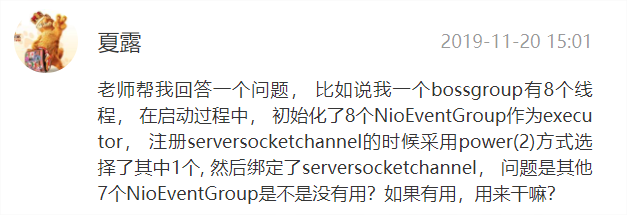 夏露
2019-11-20 15:01
老师帮我回答一个问题， 比如说我一个bossgroup有8个线
程， 在启动过程中， 初始化了8个NioEventGroup作为execu
tor， 注册serversocketchannel的时候采用power(2)方式选
择了其中1个, 然后绑定了serversocketchannel， 问题是其他
7个NioEventGroup是不是没有用？如果有用，用来干嘛？